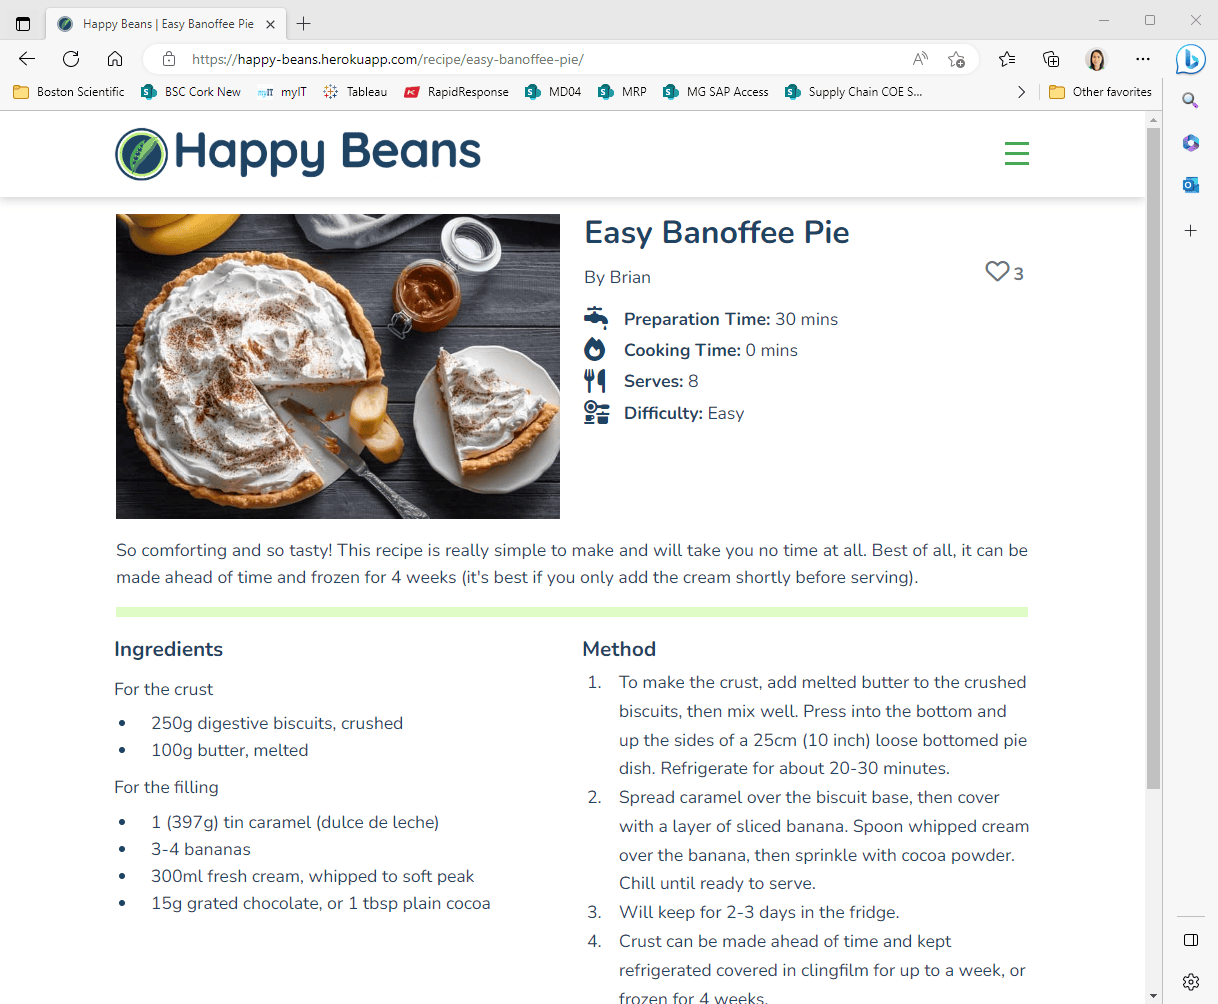 Happy Beans | Easy Banoffee Pie
https://happy-beans.herokuapp.com/recipe/easy-banoffee-pie/
Boston Scientific
BSC Cork New
myIT
myIT
Tableau
RapidResponse
MD04
MRP
MG SAP Access
Supply Chain COE S...
Other favorites
Happy Beans
Easy Banoffee Pie
By Brian
3
Preparation Time: 30 mins
Cooking Time: 0 mins
Serves: 8
Difficulty: Easy
So comforting and so tasty! This recipe is really simple to make and will take you no time at all. Best of all, it can be
made ahead of time and frozen for 4 weeks (it's best if you only add the cream shortly before serving).
Ingredients
For the crust
• 250g digestive biscuits, crushed
• 100g butter, melted
For the filling
• 1 (397g) tin caramel (dulce de leche)
• 3-4 bananas
• 300ml fresh cream, whipped to soft peak
• 15g grated chocolate, or 1 tbsp plain cocoa
Method
1. To make the crust, add melted butter to the crushed
biscuits, then mix well. Press into the bottom and
up the sides of a 25cm (10 inch) loose bottomed pie
dish. Refrigerate for about 20-30 minutes.
2. Spread caramel over the biscuit base, then cover
with a layer of sliced banana. Spoon whipped cream
over the banana, then sprinkle with cocoa powder.
Chill until ready to serve.
3. Will keep for 2-3 days in the fridge.
4. Crust can be made ahead of time and kept
refrigerated covered in clingfilm for up to a week, or
frozen for 4 weeks.